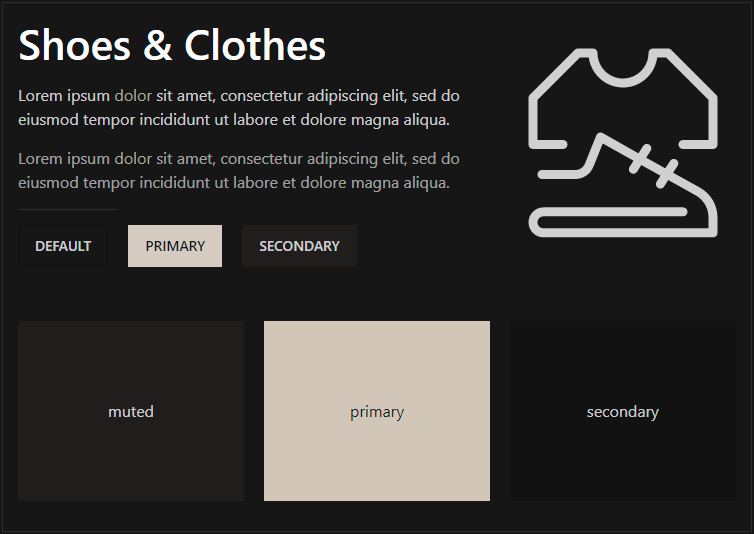 Shoes & Clothes
Lorem ipsum dolor sit amet, consectetur adipiscing elit, sed do
eiusmod tempor incididunt ut labore et dolore magna aliqua.
Lorem ipsum dolor sit amet, consectetur adipiscing elit, sed do
eiusmod tempor incididunt ut labore et dolore magna aliqua.
DEFAULT PRIMARY SECONDARY
muted primary secondary